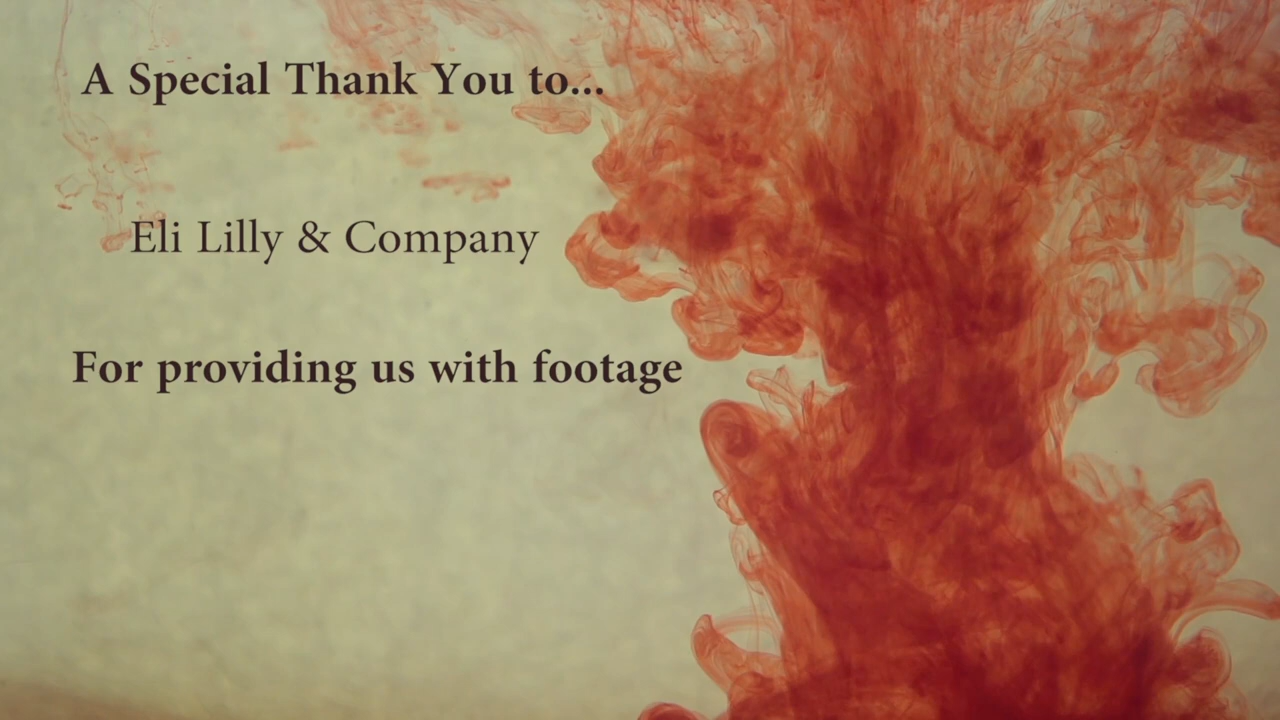 A Special Thank You to...
Eli Lilly & Company
For providing us with footage